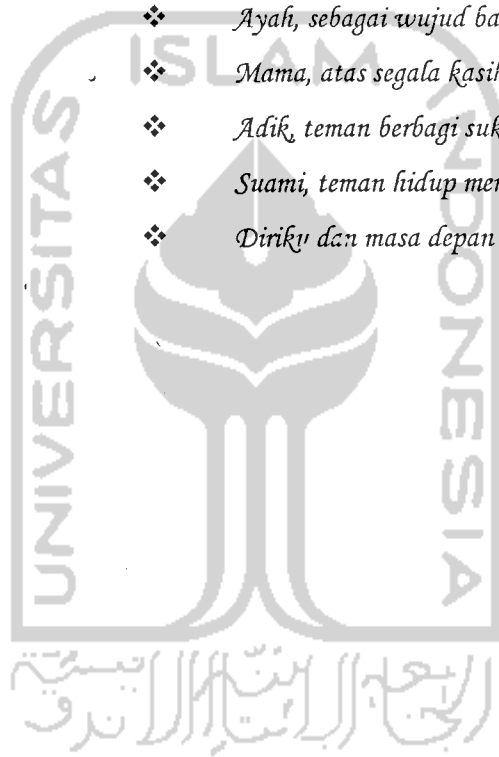 ❖ Ayah, sebagai wujud ba
❖ Mama, atas segala kasih
❖ Adik, teman berbagi suk
❖ Suami, teman hidup mer
❖ Diriku dan masa depan
ISLAM
UNIVERSITAS
INDONESIA